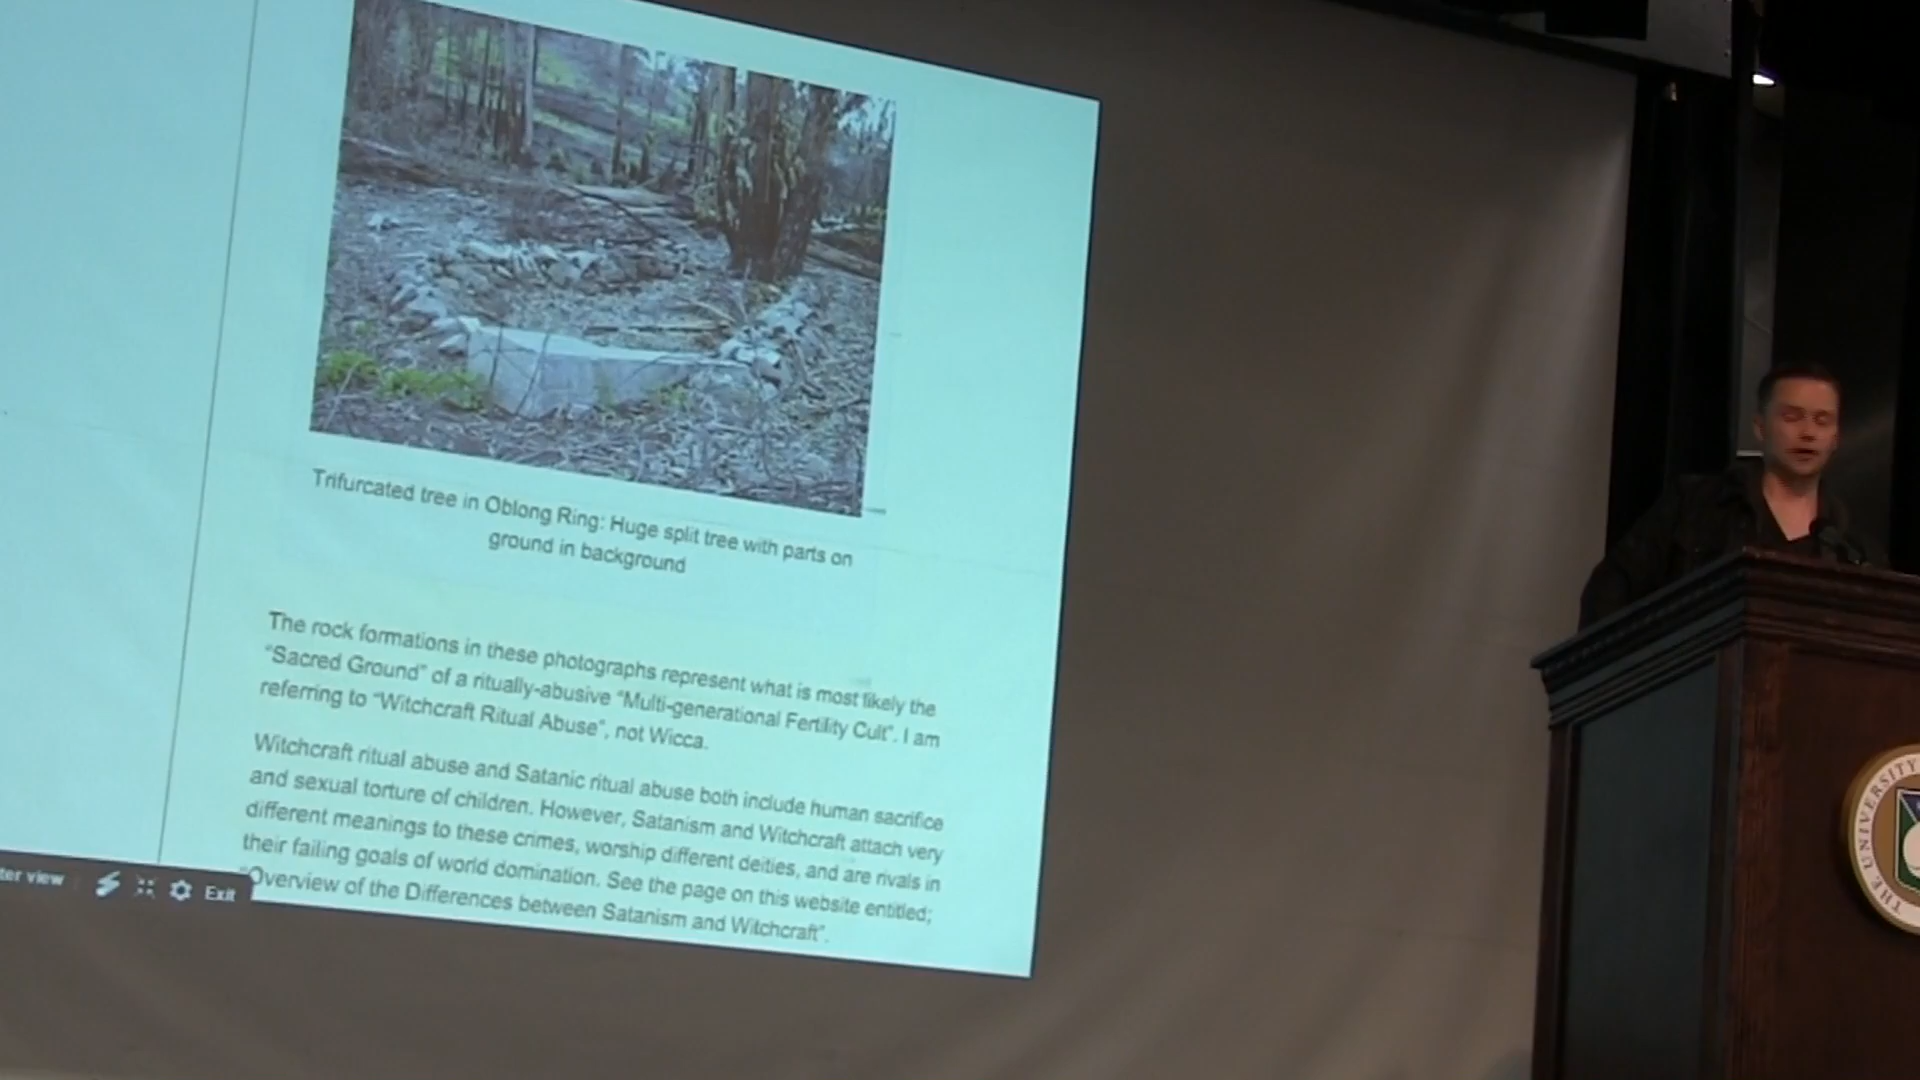 Trifurcated tree in Oblong Ring: Huge split tree with parts on
ground in background
The rock formations in these photographs represent what is most likely the
"Sacred Ground" of a ritually-abusive "Multi-generational Fertility Cult". I am
referring to "Witchcraft Ritual Abuse", not Wicca.
Witchcraft ritual abuse and Satanic ritual abuse both include human sacrifice
and sexual torture of children. However, Satanism and Witchcraft attach very
different meanings to these crimes, worship different deities, and are rivals in
their failing goals of world domination. See the page on this website entitled;
"Overview of the Differences between Satanism and Witchcraft".
view
Exit
THE UNIVERSITY